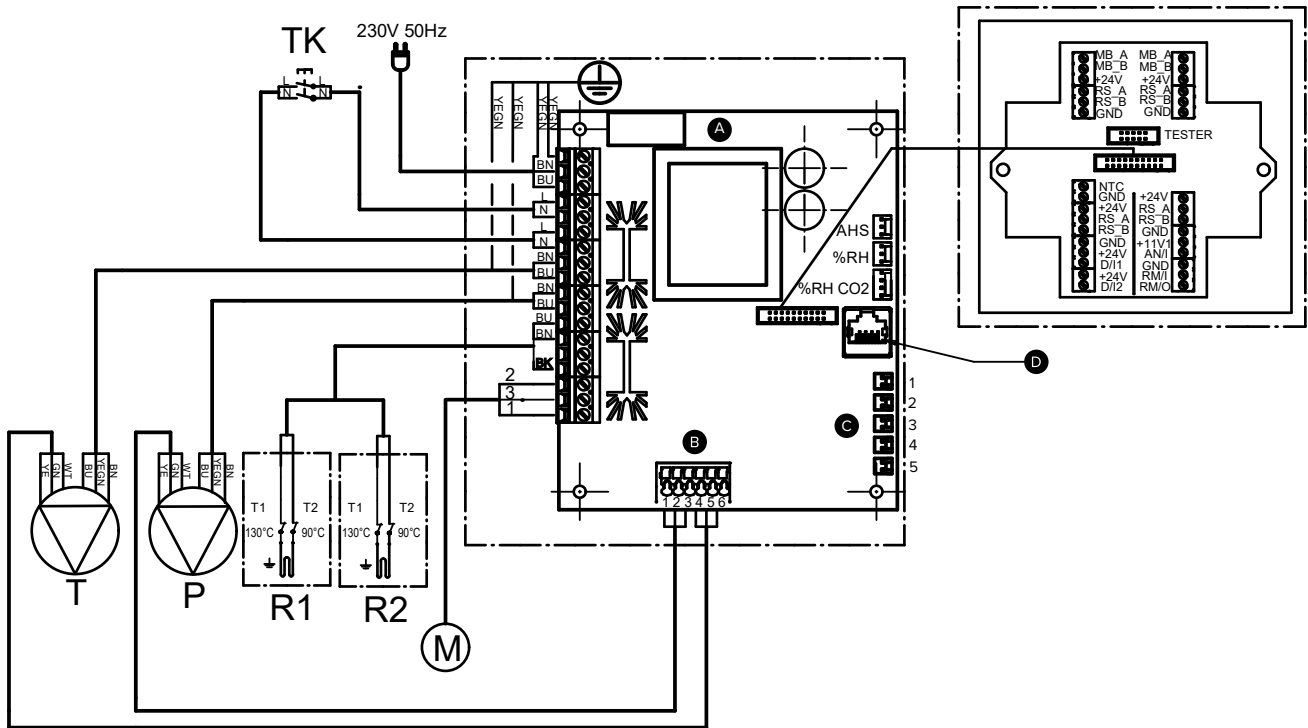 TK
230V 50Hz
L
N
L
N
YEGN
YEGN
YEGN
YEGN
BN
BU
L
N
L
N
BN
BU
BN
BU
BU
BN
BK
2
3
1
A
AHS
%RH
%RH CO2
D
C
1
2
3
4
5
B
1 2 3 4 5 6
MB_A MB_A
MB_B MB_B
+24V +24V
RS_A RS_A
RS_B RS_B
GND GND
TESTER
NTC
GND +24V
+24V RS_A
RS_A RS_B
RS_B GND
GND +11V1
+24V AN/I
D/I1 GND
+24V RM/I
D/I2 RM/O
YE GN WT BU YEGN BN
YE GN WT BU YEGN BN
T1 T2
130°C 90°C
T1 T2
130°C 90°C
T
P
R1
R2
M